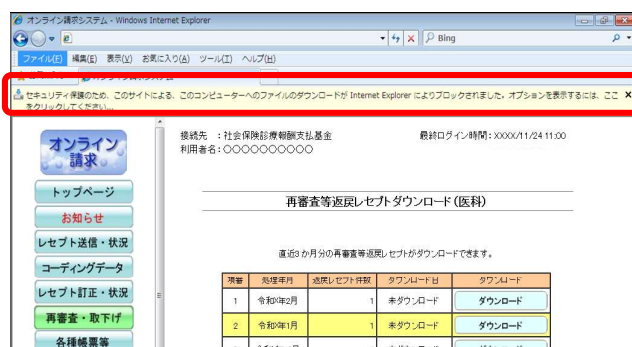 オンライン請求システム - Windows Internet Explorer
Bing
ファイル(F) 編集(E) 表示(V) お気に入り(A) ツール(T) ヘルプ(H)
セキュリティ保護のため、このサイトによる、このコンピューターへのファイルのダウンロードが Internet Explorer によりブロックされました。オプションを表示するには、ここ
をクリックしてください...
オンライン
請求
接続先 :社会保険診療報酬支払基金 最終ログイン時間:XXXX/11/24 11:00
利用者名:〇〇〇〇〇〇〇〇〇〇
トップページ
再審査等返戻レセプトダウンロード(医科)
お知らせ
レセプト送信・状況
直近3か月分の再審査等返戻レセプトがダウンロードできます。
コーディングデータ
項番 処理年月 返戻レセプト件数 ダウンロード日 ダウンロード
レセプト訂正・状況
1 令和X年2月 1 未ダウンロード ダウンロード
再審査・取下げ
2 令和X年1月 1 未ダウンロード ダウンロード
各種帳票等